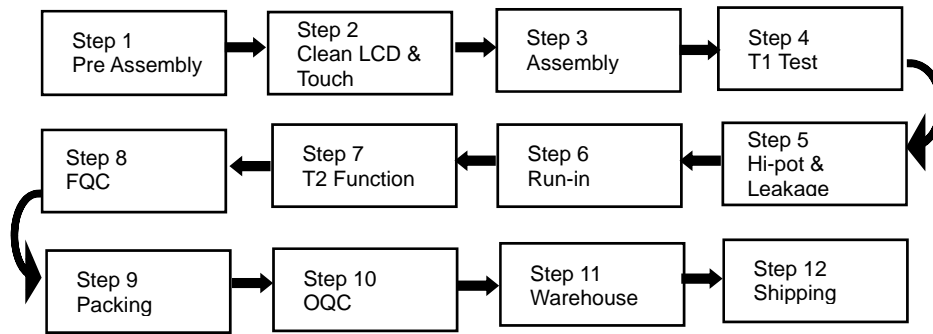 Step 1
Pre Assembly
Step 2
Clean LCD &
Touch
Step 3
Assembly
Step 4
T1 Test
Step 5
Hi-pot &
Leakage
Step 6
Run-in
Step 7
T2 Function
Step 8
FQC
Step 9
Packing
Step 10
OQC
Step 11
Warehouse
Step 12
Shipping